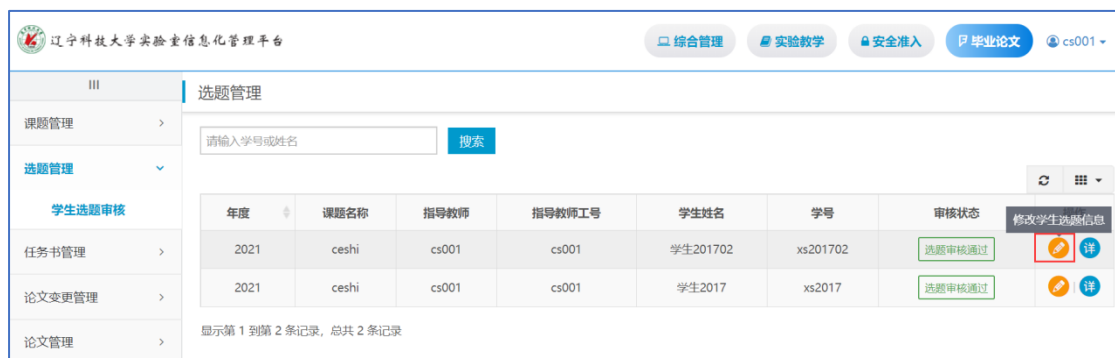 辽宁科技大学实验室信息化管理平台
综合管理 实验教学 安全准入 毕业论文 cs001
选题管理
课题管理
请输入学号或姓名 搜索
选题管理
学生选题审核
年度 课题名称 指导教师 指导教师工号 学生姓名 学号 审核状态
修改学生选题信息
2021 ceshi cs001 cs001 学生201702 xs201702 选题审核通过 详
任务书管理
2021 ceshi cs001 cs001 学生2017 xs2017 选题审核通过 详
论文变更管理
显示第 1 到第 2 条记录，总共 2 条记录
论文管理